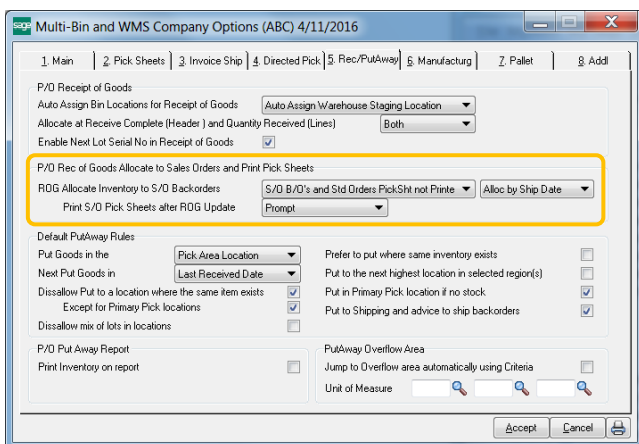 sage Multi-Bin and WMS Company Options (ABC) 4/11/2016
1. Main 2. Pick Sheets 3. Invoice Ship 4. Directed Pick 5. Rec/PutAway 6. Manufacturg 7. Pallet 8. Addl
P/O Receipt of Goods
Auto Assign Bin Locations for Receipt of Goods Auto Assign Warehouse Staging Location
Allocate at Receive Complete (Header ) and Quantity Received (Lines) Both
Enable Next Lot Serial No in Receipt of Goods
P/O Rec of Goods Allocate to Sales Orders and Print Pick Sheets
ROG Allocate Inventory to S/O Backorders S/O B/O's and Std Orders PickSht not Printe Alloc by Ship Date
Print S/O Pick Sheets after ROG Update Prompt
Default PutAway Rules
Put Goods in the Pick Area Location Prefer to put where same inventory exists
Next Put Goods in Last Received Date Put to the next highest location in selected region(s)
Dissallow Put to a location where the same item exists Put in Primary Pick location if no stock
Except for Primary Pick locations Put to Shipping and advice to ship backorders
Dissallow mix of lots in locations
P/O Put Away Report PutAway Overflow Area
Print Inventory on report Jump to Overflow area automatically using Criteria
Unit of Measure
Accept Cancel